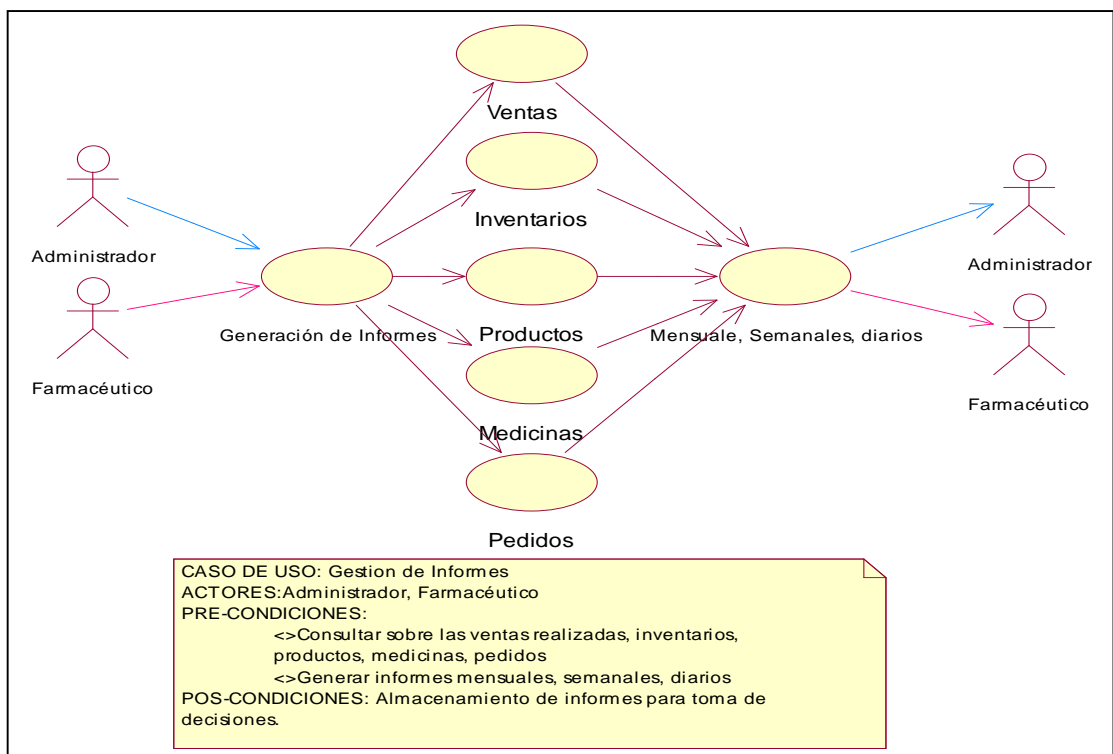 Ventas
Inventarios
Administrador
Administrador
Generación de Informes
Productos
Mensuale, Semanales, diarios
Farmacéutico
Farmacéutico
Medicinas
Pedidos
CASO DE USO: Gestion de Informes
ACTORES:Administrador, Farmacéutico
PRE-CONDICIONES:
<>Consultar sobre las ventas realizadas, inventarios,
productos, medicinas, pedidos
<>Generar informes mensuales, semanales, diarios
POS-CONDICIONES: Almacenamiento de informes para toma de
decisiones.